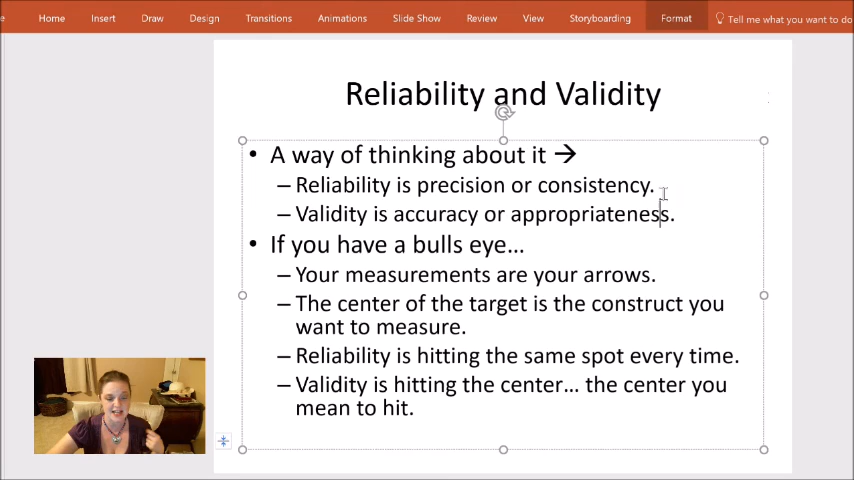 Home Insert Draw Design Transitions Animations Slide Show Review View Storyboarding Format Tell me what you want to do
Reliability and Validity
• A way of thinking about it →
– Reliability is precision or consistency.
– Validity is accuracy or appropriateness.
• If you have a bulls eye…
– Your measurements are your arrows.
– The center of the target is the construct you
want to measure.
– Reliability is hitting the same spot every time.
– Validity is hitting the center… the center you
mean to hit.